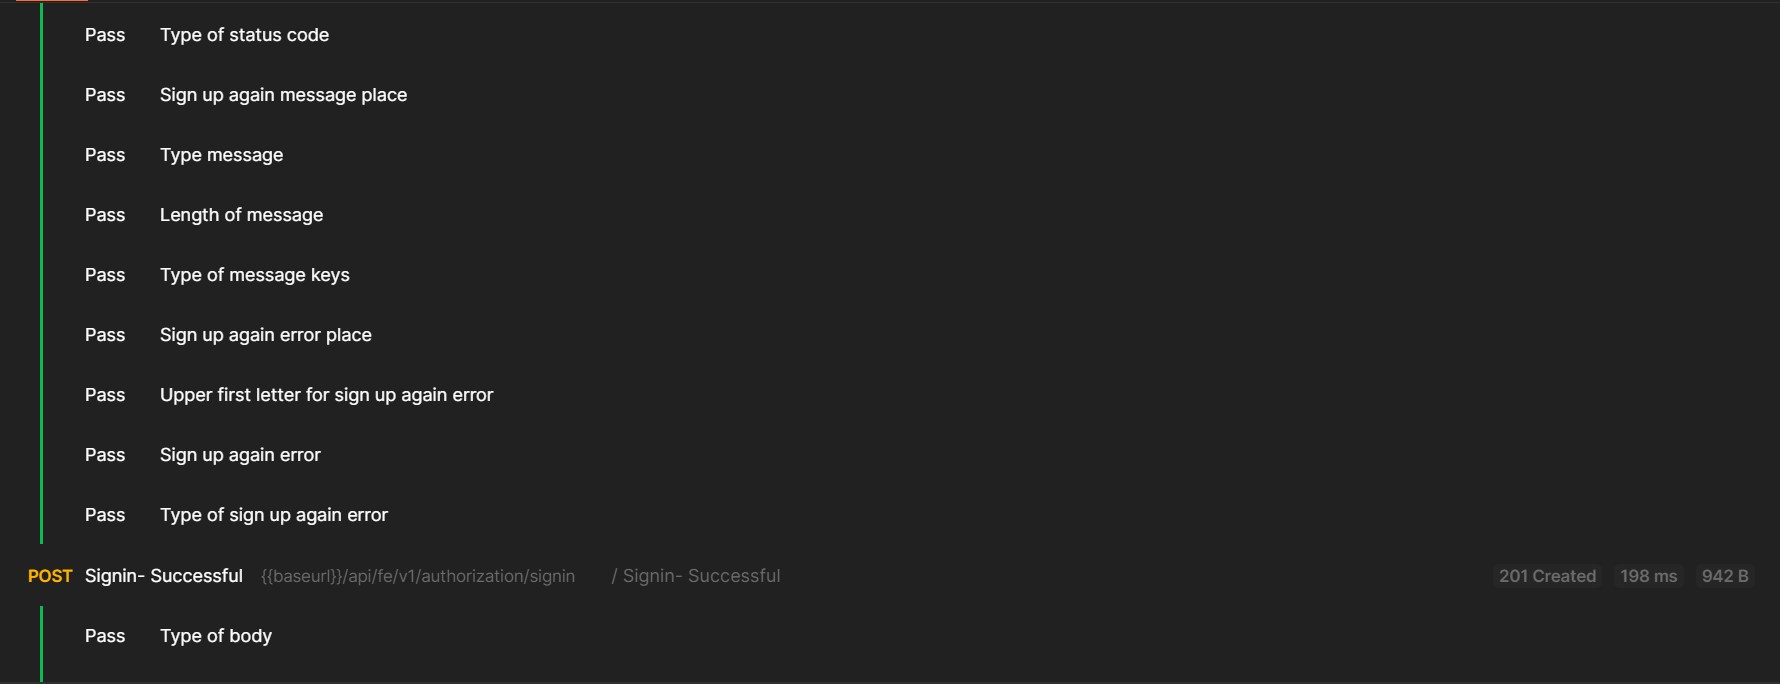 Pass Type of status code
Pass Sign up again message place
Pass Type message
Pass Length of message
Pass Type of message keys
Pass Sign up again error place
Pass Upper first letter for sign up again error
Pass Sign up again error
Pass Type of sign up again error
POST Signin- Successful {{baseurl}}/api/fe/v1/authorization/signin / Signin- Successful 201 Created 198 ms 942 B
Pass Type of body